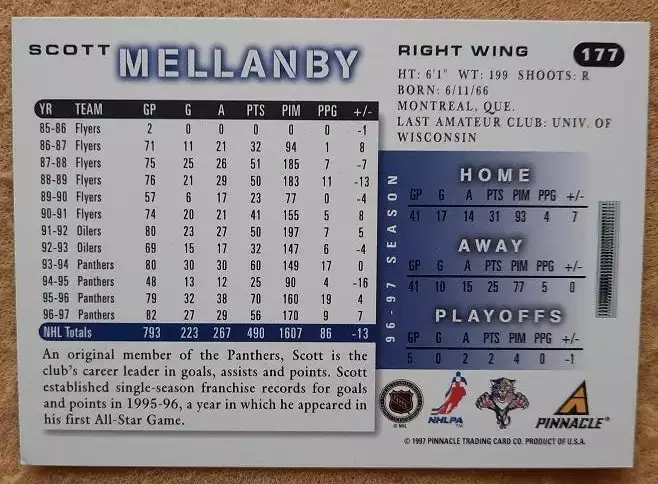 SCOTT MELLANBY
RIGHT WING
177
HT: 6'1" WT: 199 SHOOTS: R
BORN: 6/11/66
MONTREAL, QUE.
LAST AMATEUR CLUB: UNIV. OF
WISCONSIN
YR TEAM GP G A PTS PIM PPG +/-
85-86 Flyers 2 0 0 0 0 0 -1
86-87 Flyers 71 11 21 32 94 1 8
87-88 Flyers 75 25 26 51 185 7 -7
88-89 Flyers 76 21 29 50 183 11 -13
89-90 Flyers 57 6 17 23 77 0 -4
90-91 Flyers 74 20 21 41 155 5 8
91-92 Oilers 80 23 27 50 197 7 5
92-93 Oilers 69 15 17 32 147 6 -4
93-94 Panthers 80 30 30 60 149 17 0
94-95 Panthers 48 13 12 25 90 4 -16
95-96 Panthers 79 32 38 70 160 19 4
96-97 Panthers 82 27 29 56 170 9 7
NHL Totals 793 223 267 490 1607 86 -13
An original member of the Panthers, Scott is the
club's career leader in goals, assists and points. Scott
established single-season franchise records for goals
and points in 1995-96, a year in which he appeared in
his first All-Star Game.
96-97 SEASON
HOME
GP G A PTS PIM PPG +/-
41 17 14 31 93 4 7
AWAY
GP G A PTS PIM PPG +/-
41 10 15 25 77 5 0
PLAYOFFS
GP G A PTS PIM PPG +/-
5 0 2 2 4 0 -1
© NHL
NHLPA
PINNACLE
© 1997 PINNACLE TRADING CARD CO. PRODUCT OF U.S.A.